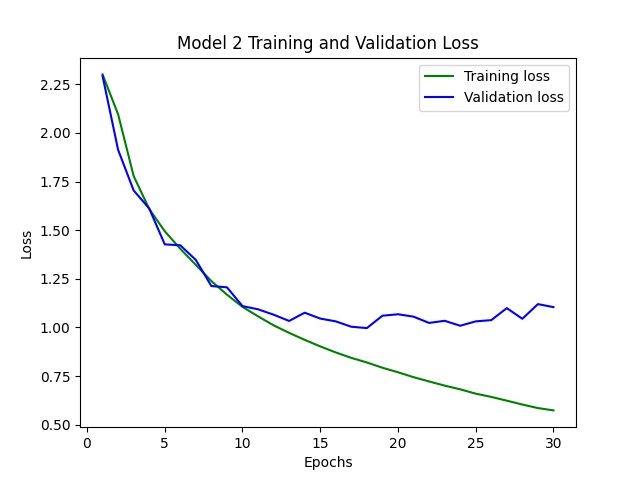 Model 2 Training and Validation Loss
Training loss
Validation loss
2.25
2.00
1.75
1.50
1.25
1.00
0.75
0.50
Loss
0 5 10 15 20 25 30
Epochs